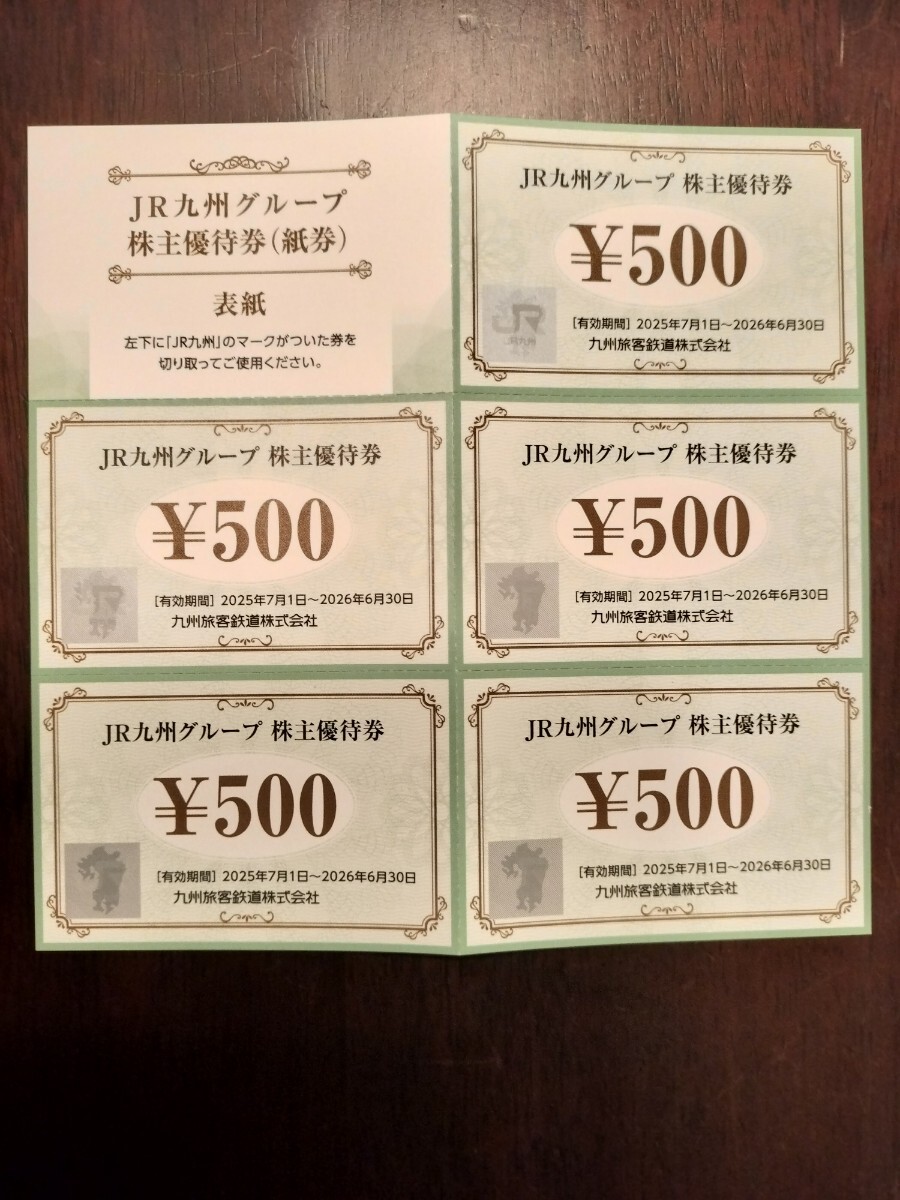 JR九州グループ
株主優待券（紙券）
表紙
左下に「JR九州」のマークがついた券を
切り取ってご使用ください。
JR九州グループ 株主優待券
¥500
JR九州
［有効期間］2025年7月1日～2026年6月30日
九州旅客鉄道株式会社
JR九州グループ 株主優待券
¥500
［有効期間］2025年7月1日～2026年6月30日
九州旅客鉄道株式会社
JR九州グループ 株主優待券
¥500
［有効期間］2025年7月1日～2026年6月30日
九州旅客鉄道株式会社
JR九州グループ 株主優待券
¥500
［有効期間］2025年7月1日～2026年6月30日
九州旅客鉄道株式会社
JR九州グループ 株主優待券
¥500
［有効期間］2025年7月1日～2026年6月30日
九州旅客鉄道株式会社